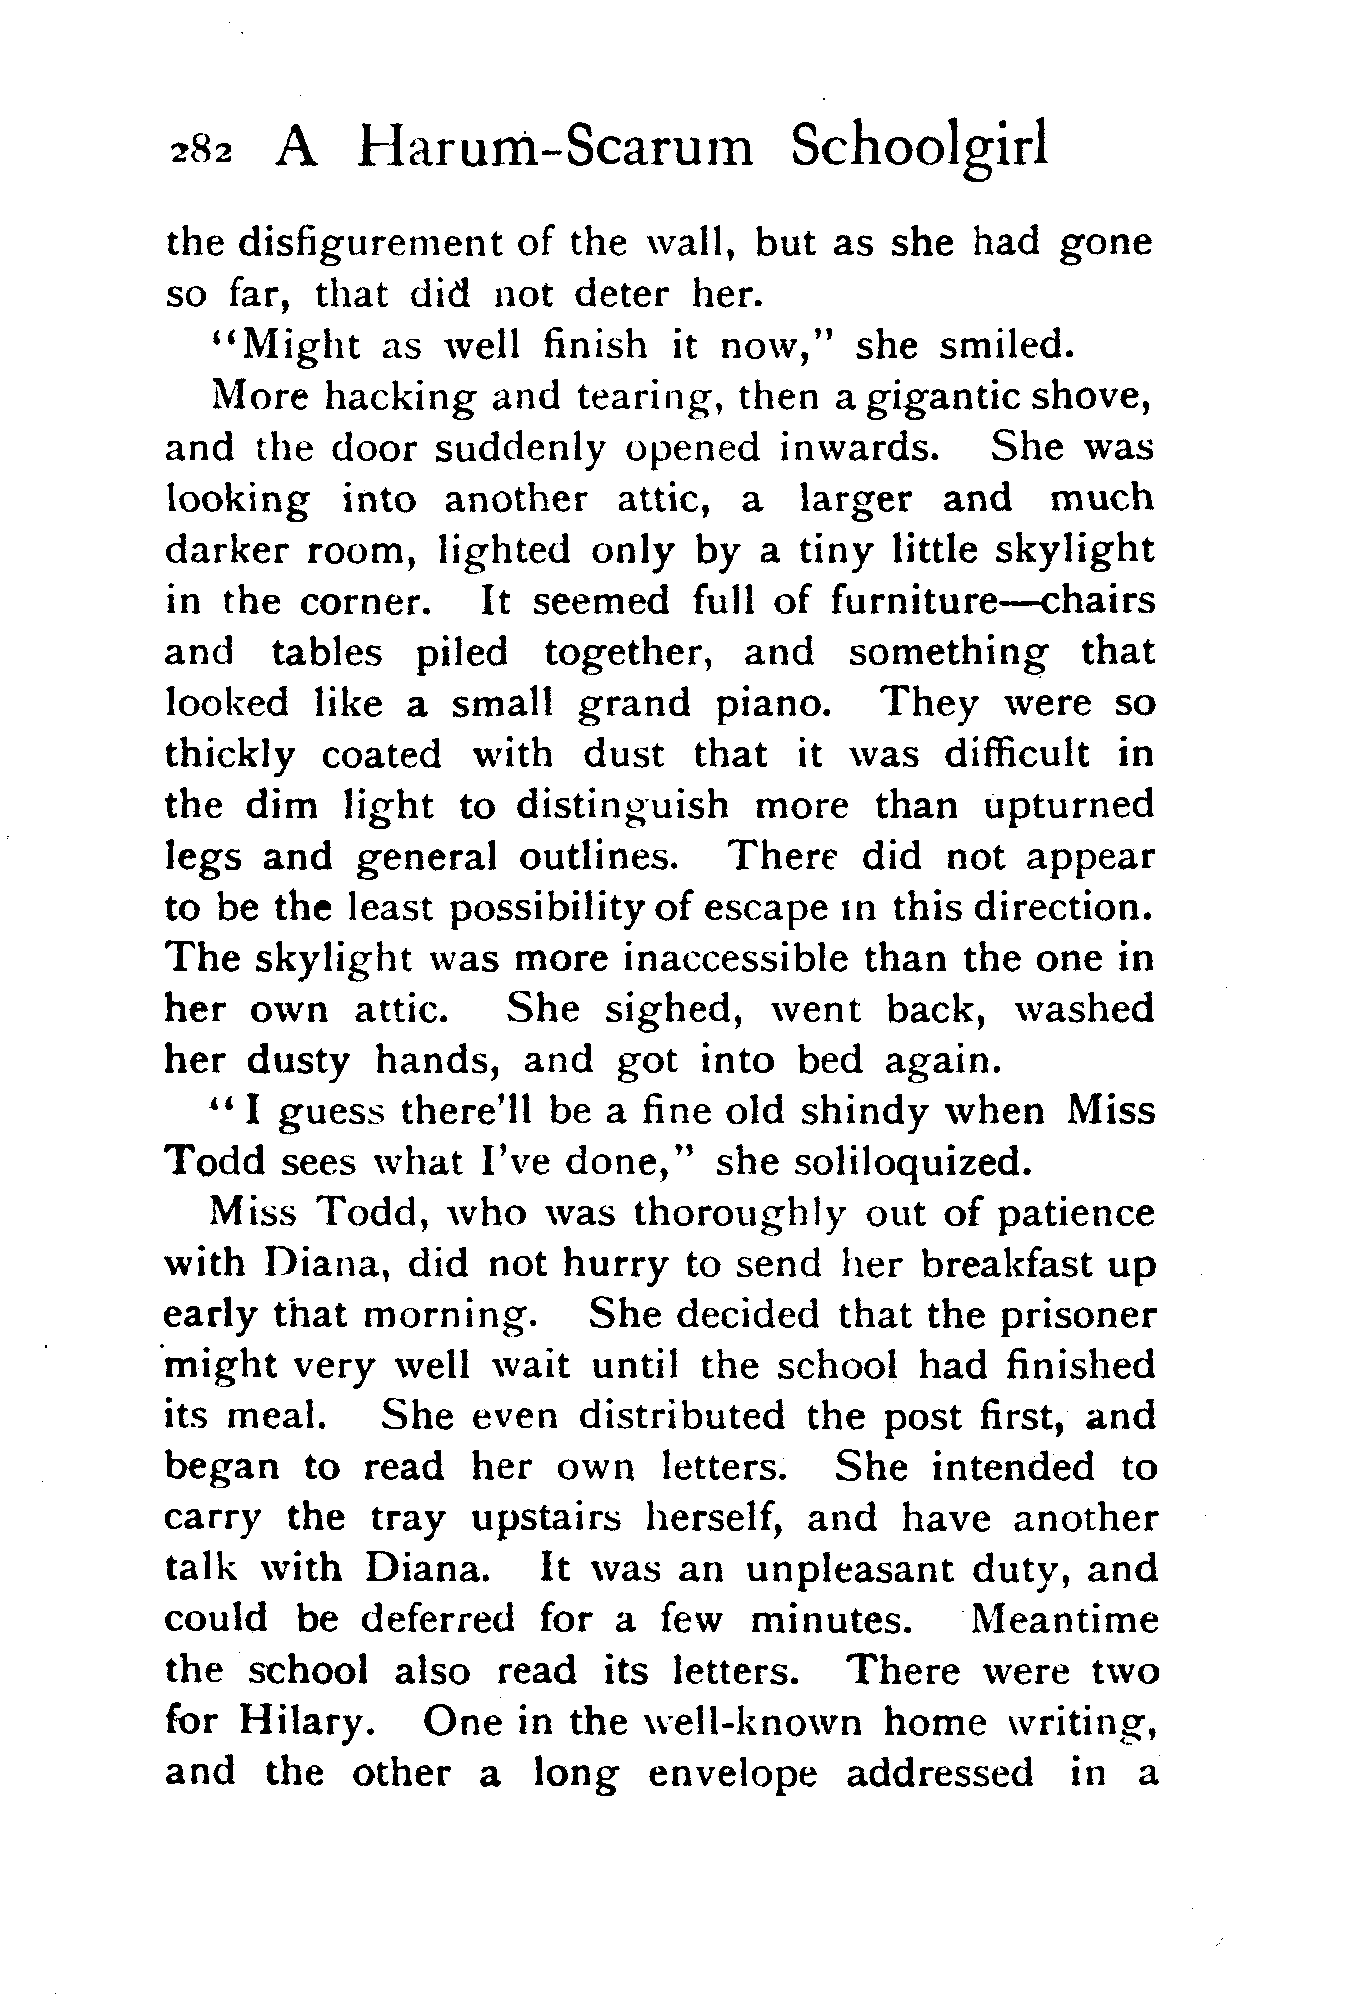 282 A Harum-Scarum Schoolgirl
the disfigurement of the wall, but as she had gone
so far, that did not deter her.
"Might as well finish it now," she smiled.
More hacking and tearing, then a gigantic shove,
and the door suddenly opened inwards. She was
looking into another attic, a larger and much
darker room, lighted only by a tiny little skylight
in the corner. It seemed full of furniture—chairs
and tables piled together, and something that
looked like a small grand piano. They were so
thickly coated with dust that it was difficult in
the dim light to distinguish more than upturned
legs and general outlines. There did not appear
to be the least possibility of escape in this direction.
The skylight was more inaccessible than the one in
her own attic. She sighed, went back, washed
her dusty hands, and got into bed again.
"I guess there'll be a fine old shindy when Miss
Todd sees what I've done," she soliloquized.
Miss Todd, who was thoroughly out of patience
with Diana, did not hurry to send her breakfast up
early that morning. She decided that the prisoner
might very well wait until the school had finished
its meal. She even distributed the post first, and
began to read her own letters. She intended to
carry the tray upstairs herself, and have another
talk with Diana. It was an unpleasant duty, and
could be deferred for a few minutes. Meantime
the school also read its letters. There were two
for Hilary. One in the well-known home writing,
and the other a long envelope addressed in a